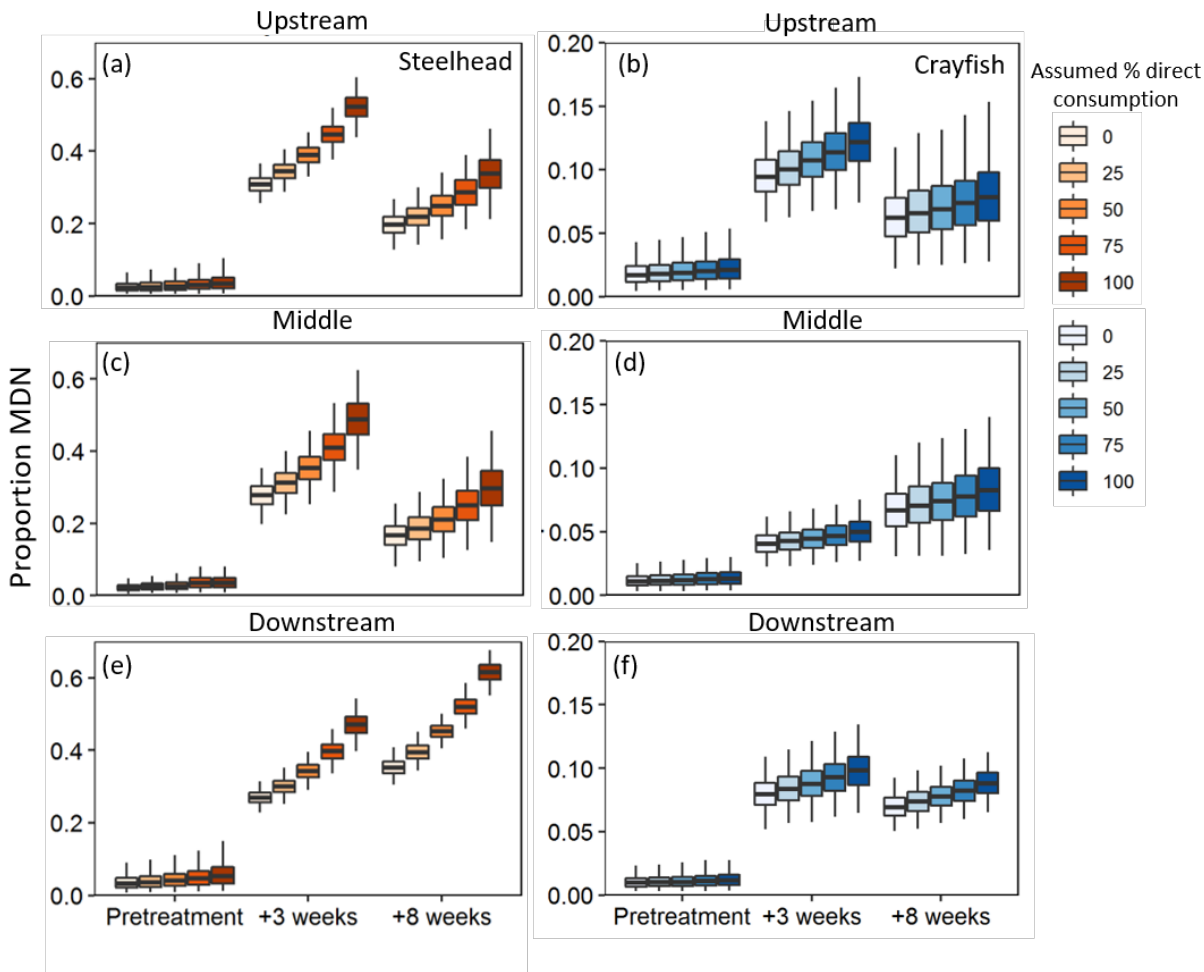 Upstream
Upstream
(a)
Steelhead
(b)
Crayfish
Assumed % direct
consumption
0.6
0.4
0.2
0.0
0.20
0.15
0.10
0.05
0.00
0
25
50
75
100
Middle
Middle
(c)
(d)
0.6
0.4
0.2
0.0
0.20
0.15
0.10
0.05
0.00
0
25
50
75
100
Proportion MDN
Downstream
Downstream
(e)
(f)
0.6
0.4
0.2
0.0
0.20
0.15
0.10
0.05
0.00
Pretreatment +3 weeks +8 weeks
Pretreatment +3 weeks +8 weeks